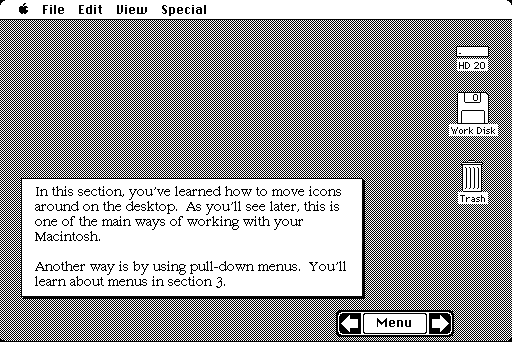 File Edit View Special
HD 20
Work Disk
Trash
In this section, you've learned how to move icons
around on the desktop.  As you'll see later, this is
one of the main ways of working with your
Macintosh.
Another way is by using pull-down menus.  You'll
learn about menus in section 3.
Menu